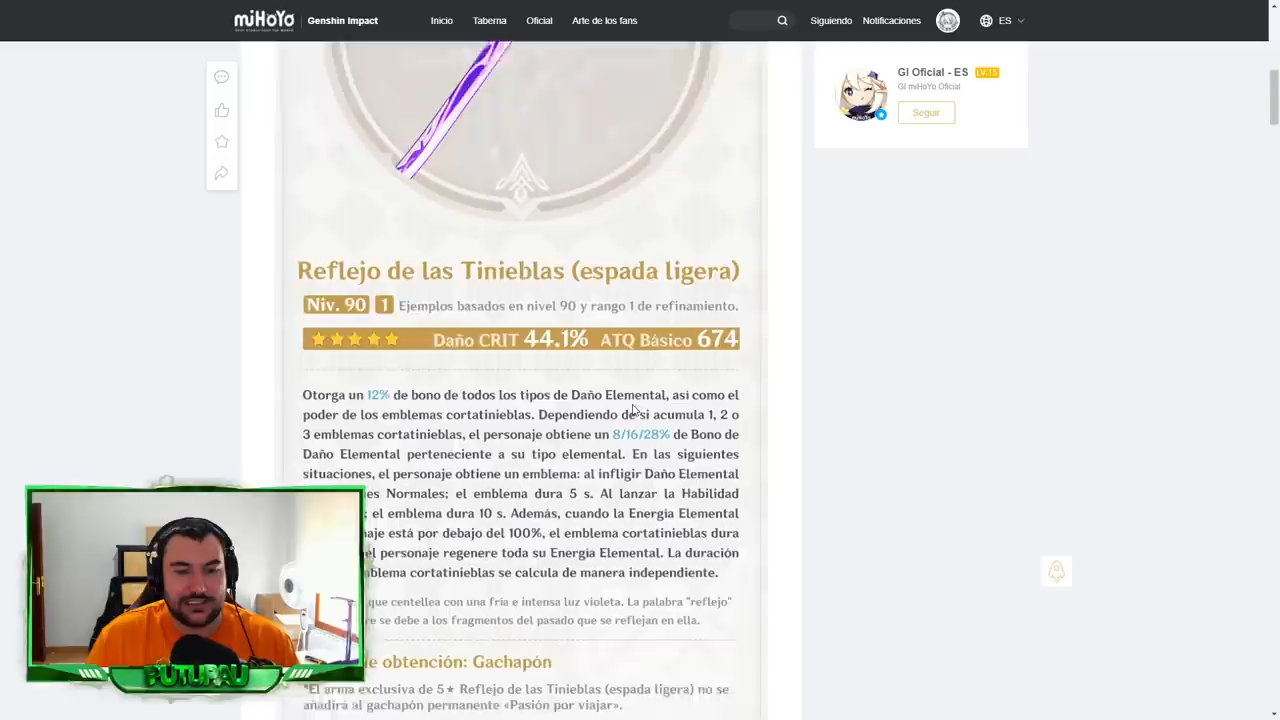 miHoYo
Genshin Impact
Inicio
Taberna
Oficial
Arte de los fans
Siguiendo
Notificaciones
ES
GI Oficial - ES LV.15
GI miHoYo Oficial
Seguir
Reflejo de las Tinieblas (espada ligera)
Niv. 90 1 Ejemplos basados en nivel 90 y rango 1 de refinamiento.
Daño CRIT 44.1% ATQ Básico 674
Otorga un 12% de bono de todos los tipos de Daño Elemental, así como el
poder de los emblemas cortatinieblas. Dependiendo de si acumula 1, 2 o
3 emblemas cortatinieblas, el personaje obtiene un 8/16/28% de Bono de
Daño Elemental perteneciente a su tipo elemental. En las siguientes
situaciones, el personaje obtiene un emblema: al infligir Daño Elemental
es Normales; el emblema dura 5 s. Al lanzar la Habilidad
; el emblema dura 10 s. Además, cuando la Energía Elemental
naje está por debajo del 100%, el emblema cortatinieblas dura
el personaje regenere toda su Energía Elemental. La duración
blema cortatinieblas se calcula de manera independiente.
que centellea con una fría e intensa luz violeta. La palabra "reflejo"
re se debe a los fragmentos del pasado que se reflejan en ella.
e obtención: Gachapón
*El arma exclusiva de 5★ Reflejo de las Tinieblas (espada ligera) no se
añadirá al gachapón permanente «Pasión por viajar».
FUTUPAU